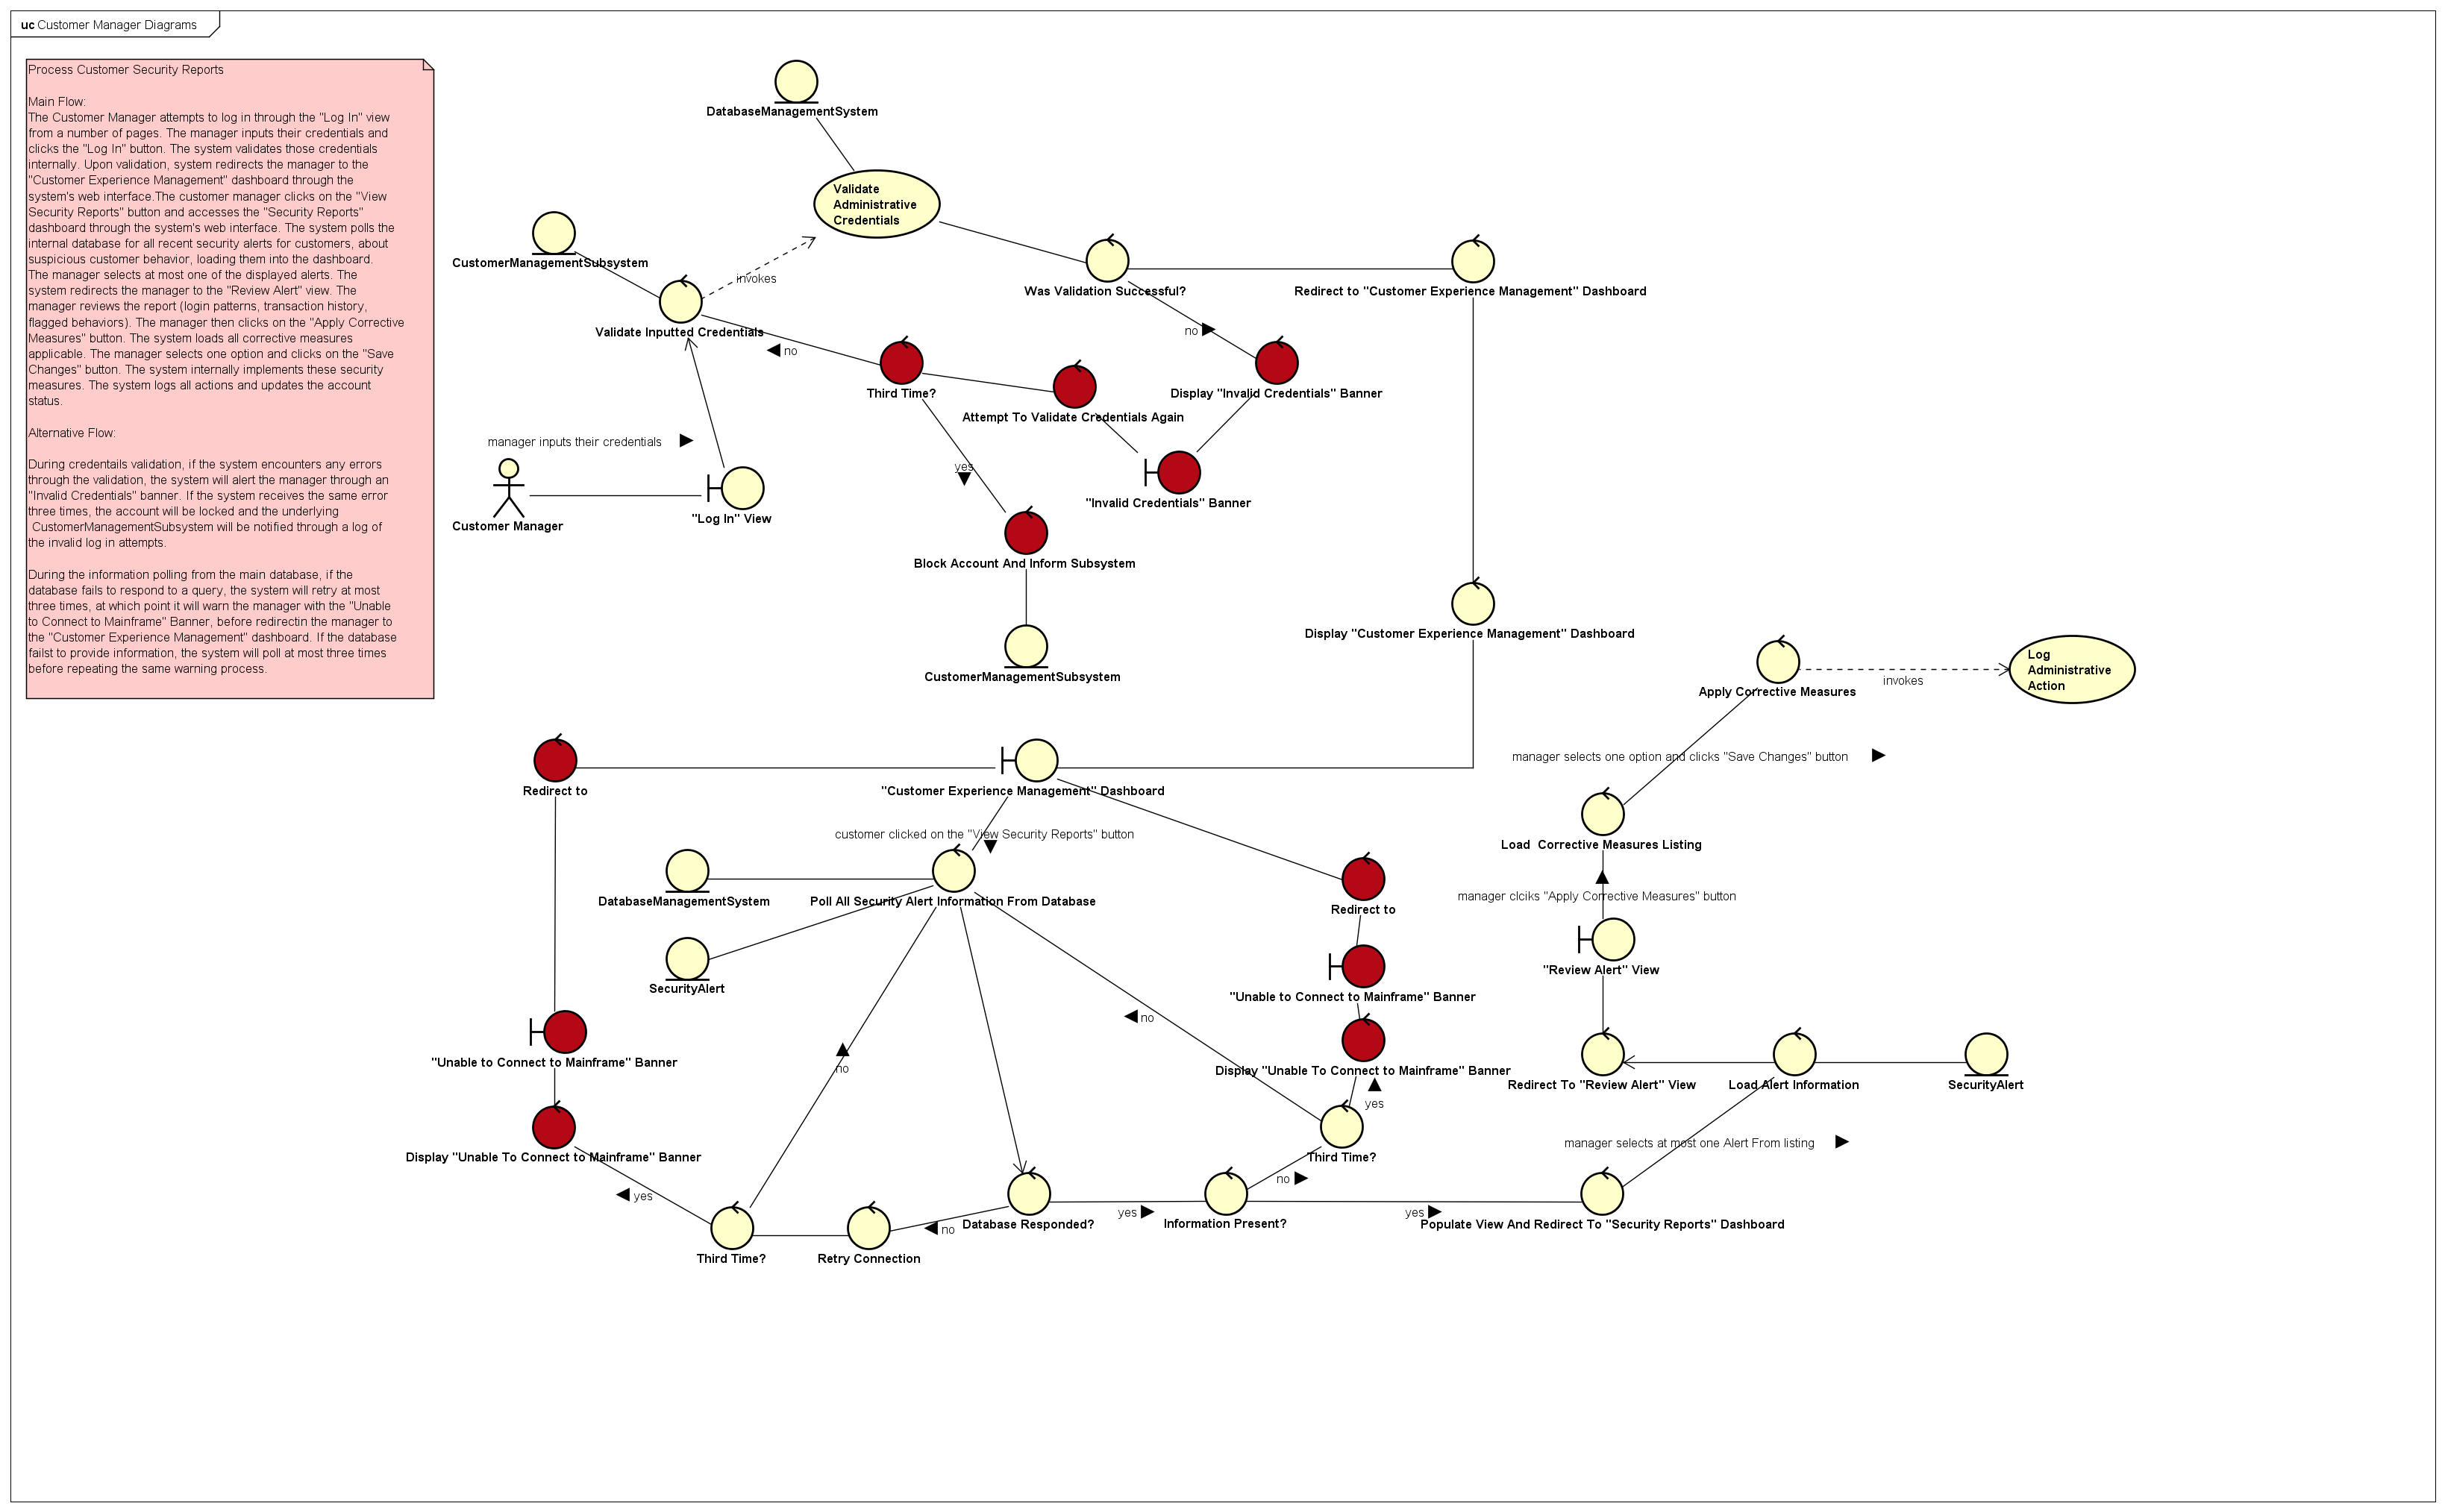 uc Customer Manager Diagrams
Process Customer Security Reports
Main Flow:
The Customer Manager attempts to log in through the "Log In" view
from a number of pages. The manager inputs their credentials and
clicks the "Log In" button. The system validates those credentials
internally. Upon validation, system redirects the manager to the
"Customer Experience Management" dashboard through the
system's web interface.The customer manager clicks on the "View
Security Reports" button and accesses the "Security Reports"
dashboard through the system's web interface. The system polls the
internal database for all recent security alerts for customers, about
suspicious customer behavior, loading them into the dashboard.
The manager selects at most one of the displayed alerts. The
system redirects the manager to the "Review Alert" view. The
manager reviews the report (login patterns, transaction history,
flagged behaviors). The manager then clicks on the "Apply Corrective
Measures" button. The system loads all corrective measures
applicable. The manager selects one option and clicks on the "Save
Changes" button. The system internally implements these security
measures. The system logs all actions and updates the account
status.
Alternative Flow:
During credentails validation, if the system encounters any errors
through the validation, the system will alert the manager through an
"Invalid Credentials" banner. If the system receives the same error
three times, the account will be locked and the underlying
CustomerManagementSubsystem will be notified through a log of
the invalid log in attempts.
During the information polling from the main database, if the
database fails to respond to a query, the system will retry at most
three times, at which point it will warn the manager with the "Unable
to Connect to Mainframe" Banner, before redirectin the manager to
the "Customer Experience Management" dashboard. If the database
failst to provide information, the system will poll at most three times
before repeating the same warning process.
DatabaseManagementSystem
Validate
Administrative
Credentials
CustomerManagementSubsystem
invokes
Was Validation Successful?
Redirect to "Customer Experience Management" Dashboard
Validate Inputted Credentials
no
no
Third Time?
Display "Invalid Credentials" Banner
Attempt To Validate Credentials Again
manager inputs their credentials
yes
"Invalid Credentials" Banner
Customer Manager
"Log In" View
Block Account And Inform Subsystem
CustomerManagementSubsystem
Display "Customer Experience Management" Dashboard
Apply Corrective Measures
invokes
Log
Administrative
Action
manager selects one option and clicks "Save Changes" button
Redirect to
"Customer Experience Management" Dashboard
customer clicked on the "View Security Reports" button
Load  Corrective Measures Listing
DatabaseManagementSystem
Poll All Security Alert Information From Database
Redirect to
manager clciks "Apply Corrective Measures" button
SecurityAlert
"Unable to Connect to Mainframe" Banner
"Review Alert" View
no
"Unable to Connect to Mainframe" Banner
no
Display "Unable To Connect to Mainframe" Banner
yes
Redirect To "Review Alert" View
Load Alert Information
SecurityAlert
Display "Unable To Connect to Mainframe" Banner
Third Time?
manager selects at most one Alert From listing
yes
no
Third Time?
Retry Connection
no
Database Responded?
yes
Information Present?
yes
Populate View And Redirect To "Security Reports" Dashboard